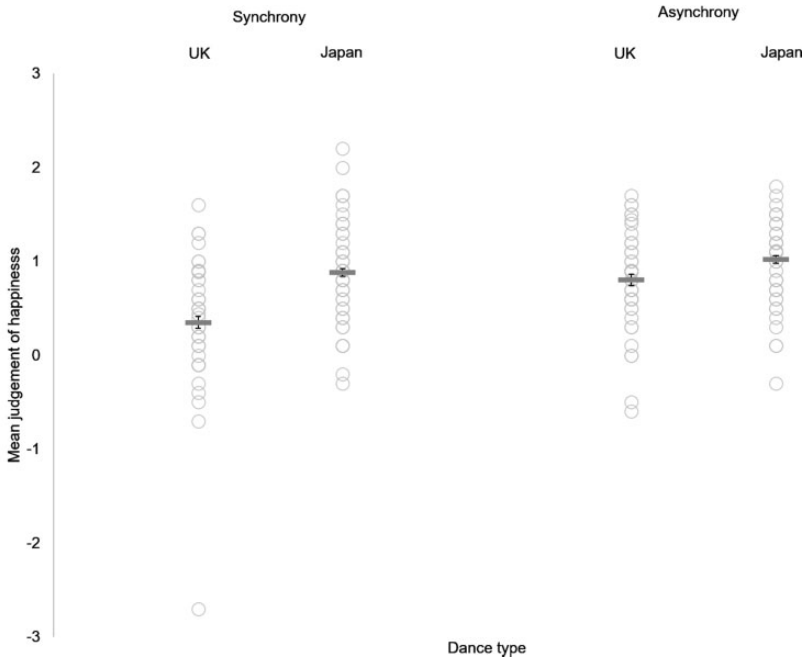 Synchrony Asynchrony
UK Japan UK Japan
3
2
1
0
-1
-2
-3
Mean judgement of happinesss
Dance type